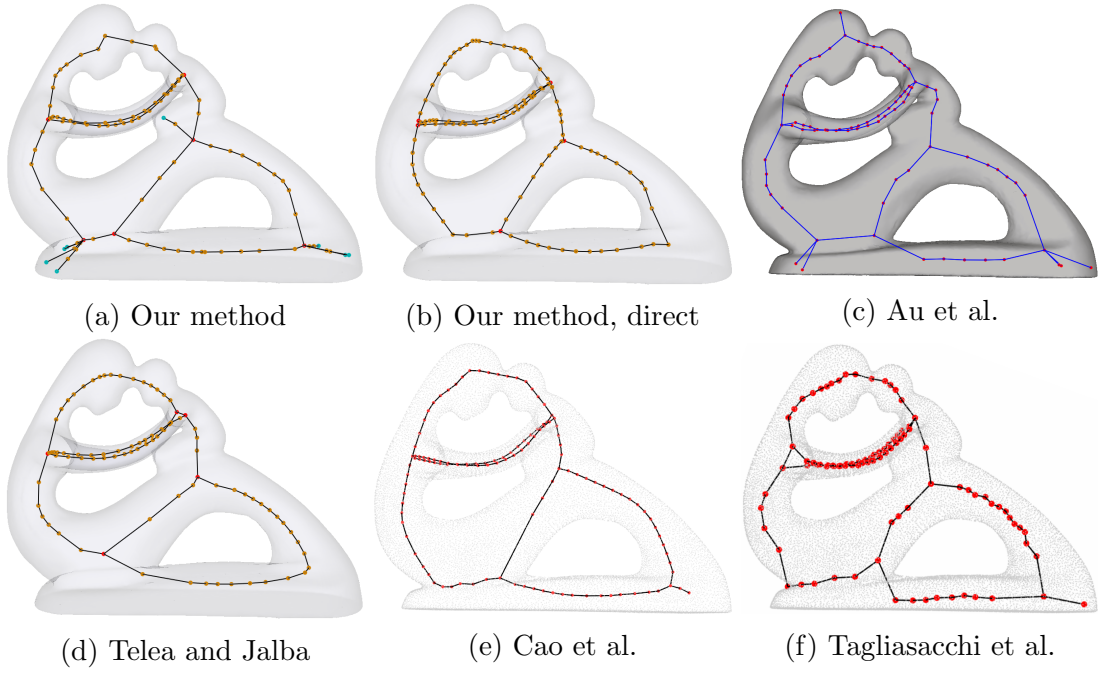 (a) Our method
(b) Our method, direct
(c) Au et al.
(d) Telea and Jalba
(e) Cao et al.
(f) Tagliasacchi et al.